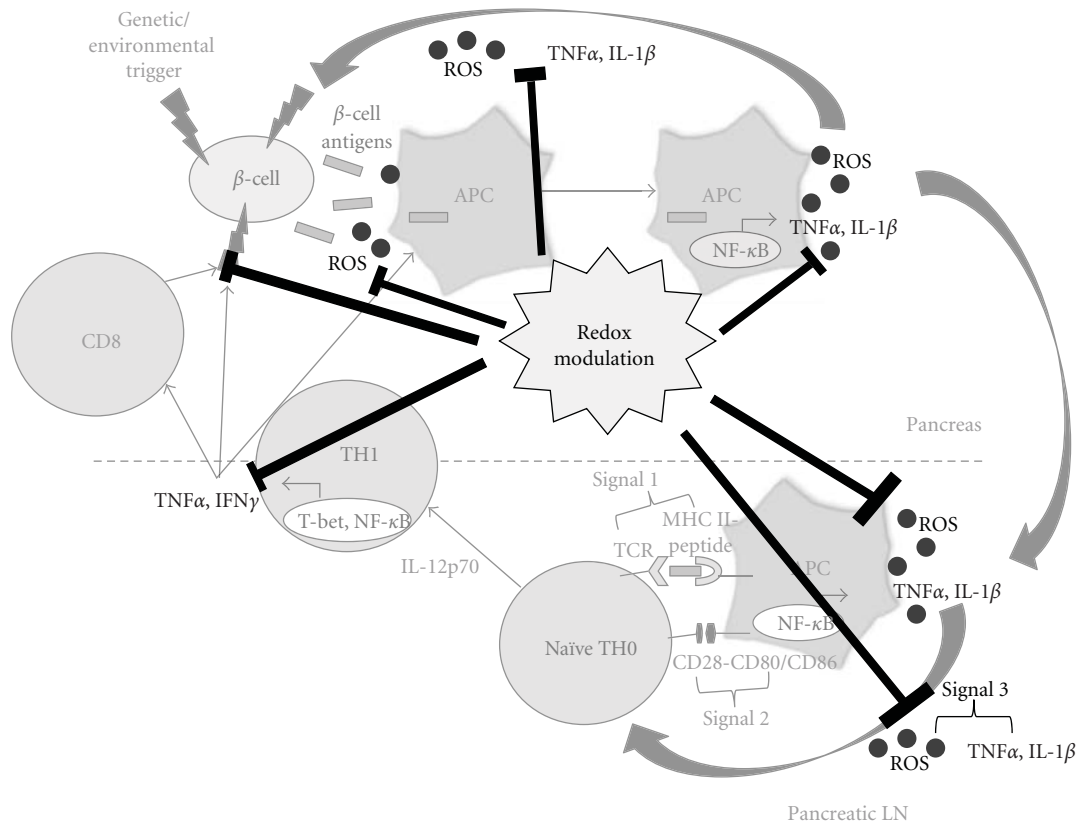 Genetic/
environmental
trigger
ROS
TNFα, IL-1β
β-cell
antigens
β-cell
APC
ROS
APC
ROS
NF-κB
TNFα, IL-1β
CD8
Redox
modulation
Pancreas
TH1
TNFα, IFNγ
T-bet, NF-κB
IL-12p70
Signal 1
MHC II-
peptide
TCR
APC
ROS
TNFα, IL-1β
NF-κB
Naïve TH0
CD28-CD80/CD86
Signal 2
Signal 3
ROS
TNFα, IL-1β
Pancreatic LN